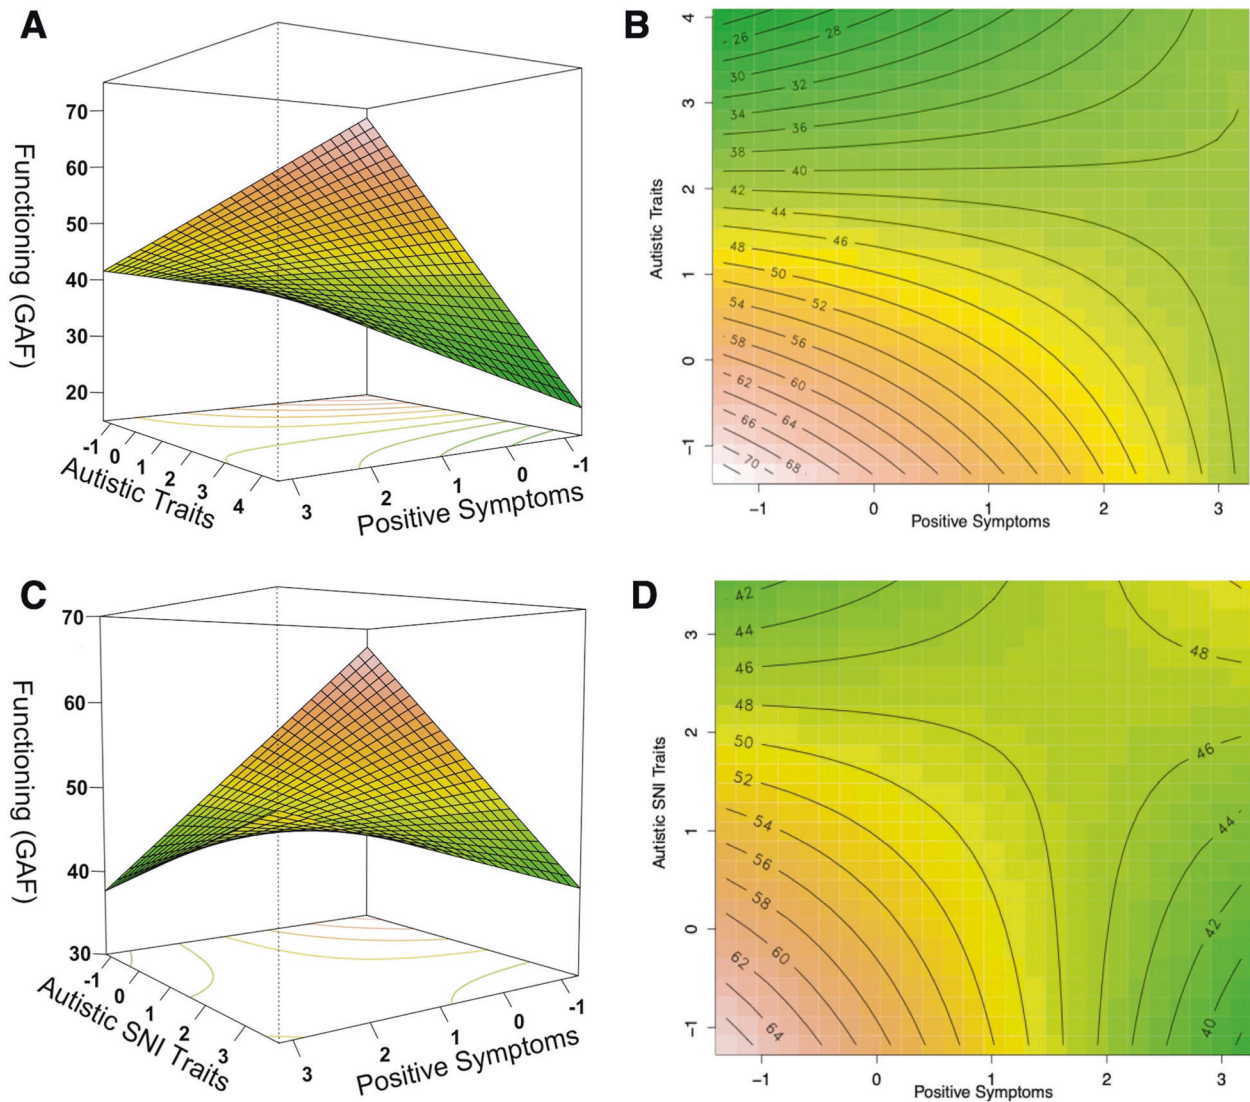 A
Functioning (GAF)
70
60
50
40
30
20
-1 0 1 2 3 4
Autistic Traits
3 2 1 0 -1
Positive Symptoms
B
Autistic Traits
4
3
2
1
0
−1
26 28
30 32
34 36
38
40
42
44
46
48
50
52
54
56
58
60
62
64
66
68
70
−1 0 1 2 3
Positive Symptoms
C
Functioning (GAF)
70
60
50
40
30
-1 0 1 2 3
Autistic SNI Traits
3 2 1 0 -1
Positive Symptoms
D
Autistic SNI Traits
3
2
1
0
−1
42
44
46
48
48
50
46
52
54
44
56
58
42
60
62
64
40
−1 0 1 2 3
Positive Symptoms